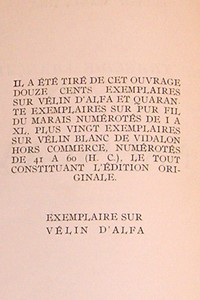 IL A ÉTÉ TIRÉ DE CET OUVRAGE
DOUZE CENTS EXEMPLAIRES
SUR VÉLIN D'ALFA ET QUARAN-
TE EXEMPLAIRES SUR PUR FIL
DU MARAIS NUMÉROTÉS DE I A
XL, PLUS VINGT EXEMPLAIRES
SUR VÉLIN BLANC DE VIDALON
HORS COMMERCE, NUMÉROTÉS
DE 41 A 60 (H. C.), LE TOUT
CONSTITUANT L'ÉDITION ORI-
GINALE.
EXEMPLAIRE SUR
VÉLIN D'ALFA